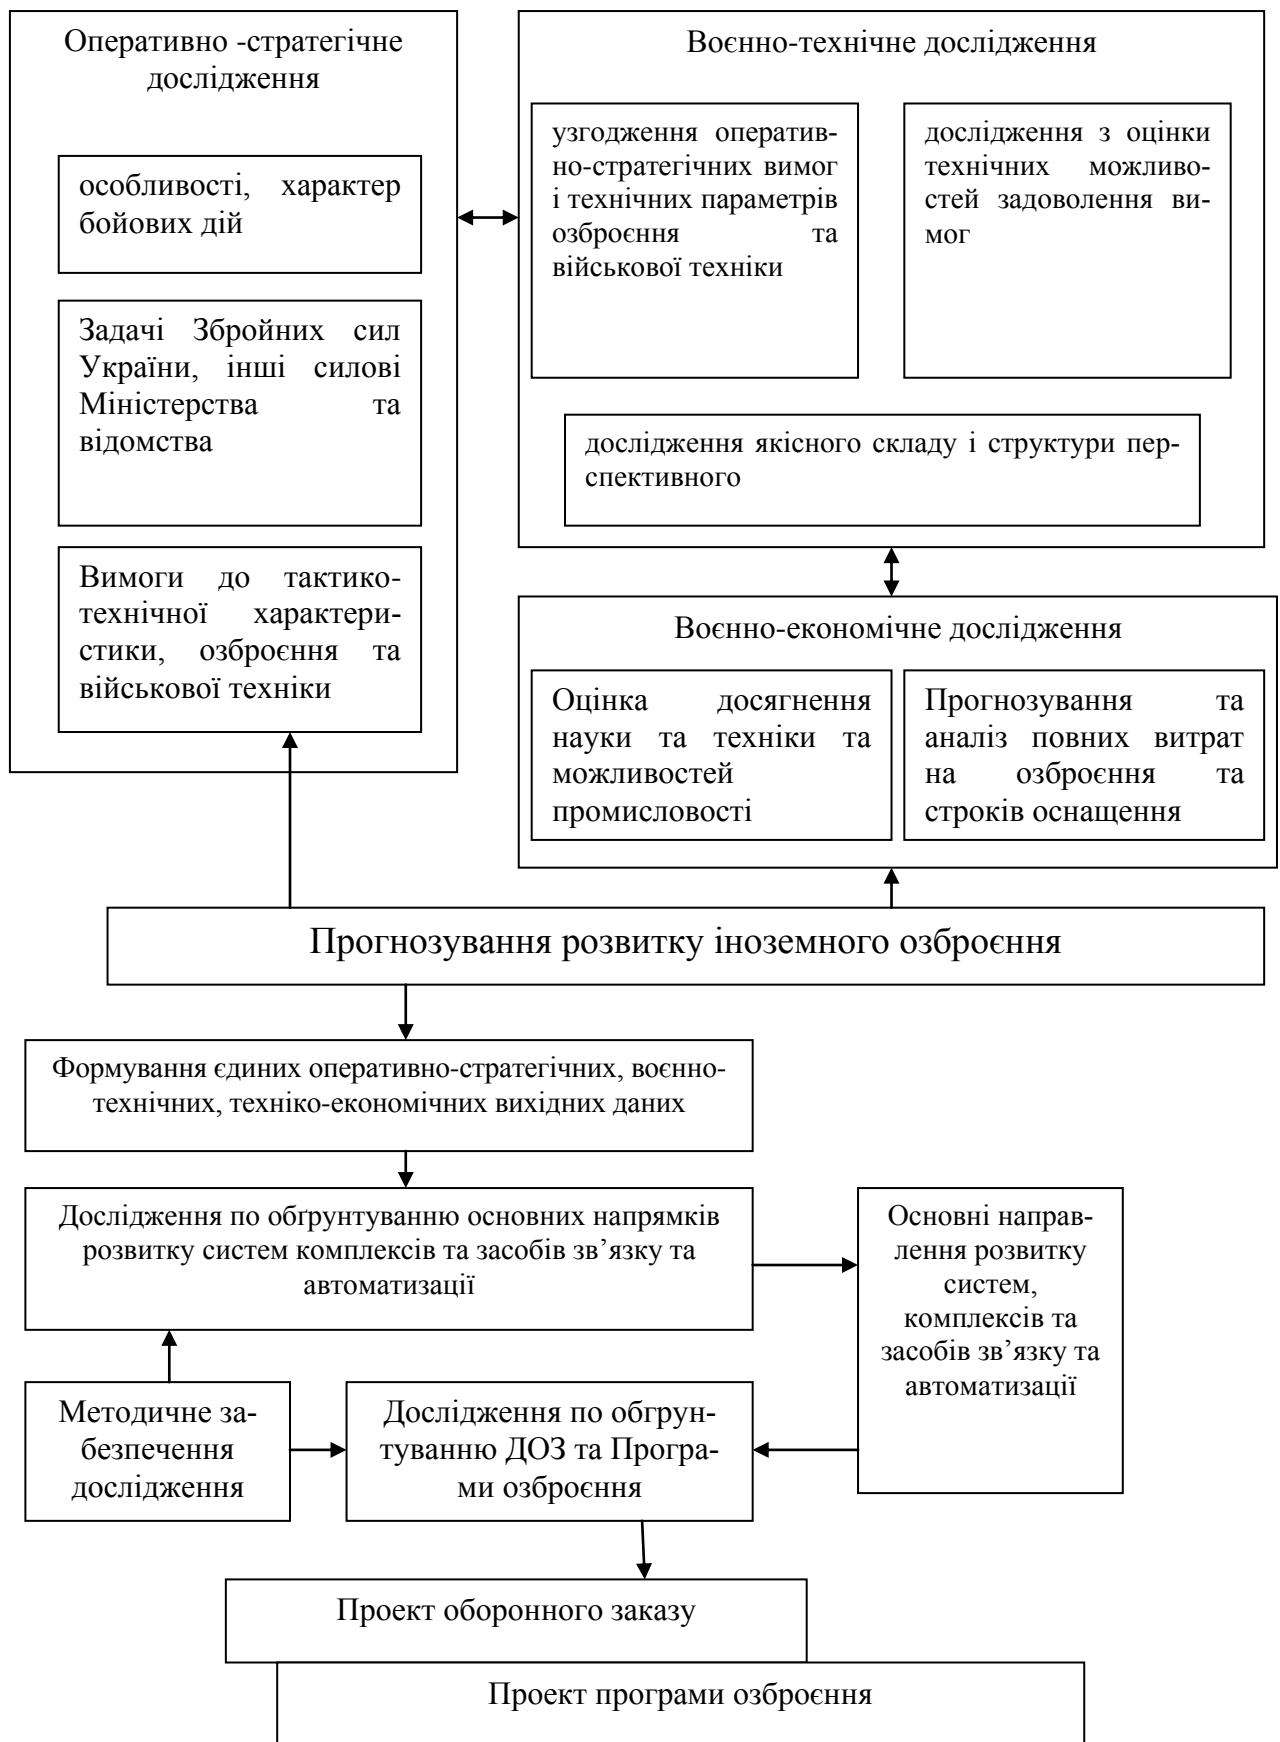 Оперативно -стратегічне
дослідження
особливості, характер
бойових дій
Задачі Збройних сил
України, інші силові
Міністерства та
відомства
Вимоги до тактико-
технічної характери-
стики, озброєння та
військової техніки
Воєнно-технічне дослідження
узгодження оператив-
но-стратегічних вимог
і технічних параметрів
озброєння та
військової техніки
дослідження з оцінки
технічних можливо-
стей задоволення ви-
мог
дослідження якісного складу і структури пер-
спективного
Воєнно-економічне дослідження
Оцінка досягнення
науки та техніки та
можливостей
промисловості
Прогнозування та
аналіз повних витрат
на озброєння та
строків оснащення
Прогнозування розвитку іноземного озброєння
Формування єдиних оперативно-стратегічних, воєнно-
технічних, техніко-економічних вихідних даних
Дослідження по обґрунтуванню основних напрямків
розвитку систем комплексів та засобів зв’язку та
автоматизації
Основні направ-
лення розвитку
систем,
комплексів та
засобів зв’язку та
автоматизації
Методичне за-
безпечення
дослідження
Дослідження по обгрун-
туванню ДОЗ та Програ-
ми озброєння
Проект оборонного заказу
Проект програми озброєння